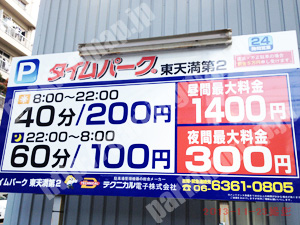 P タイムパーク 東天満第2
24
8:00～22:00
40分/200円
22:00～8:00
60分/100円
昼間最大料金
1400円
夜間最大料金
300円
タイムパーク 東天満第2
テクニカル電子株式会社
06-6361-0805